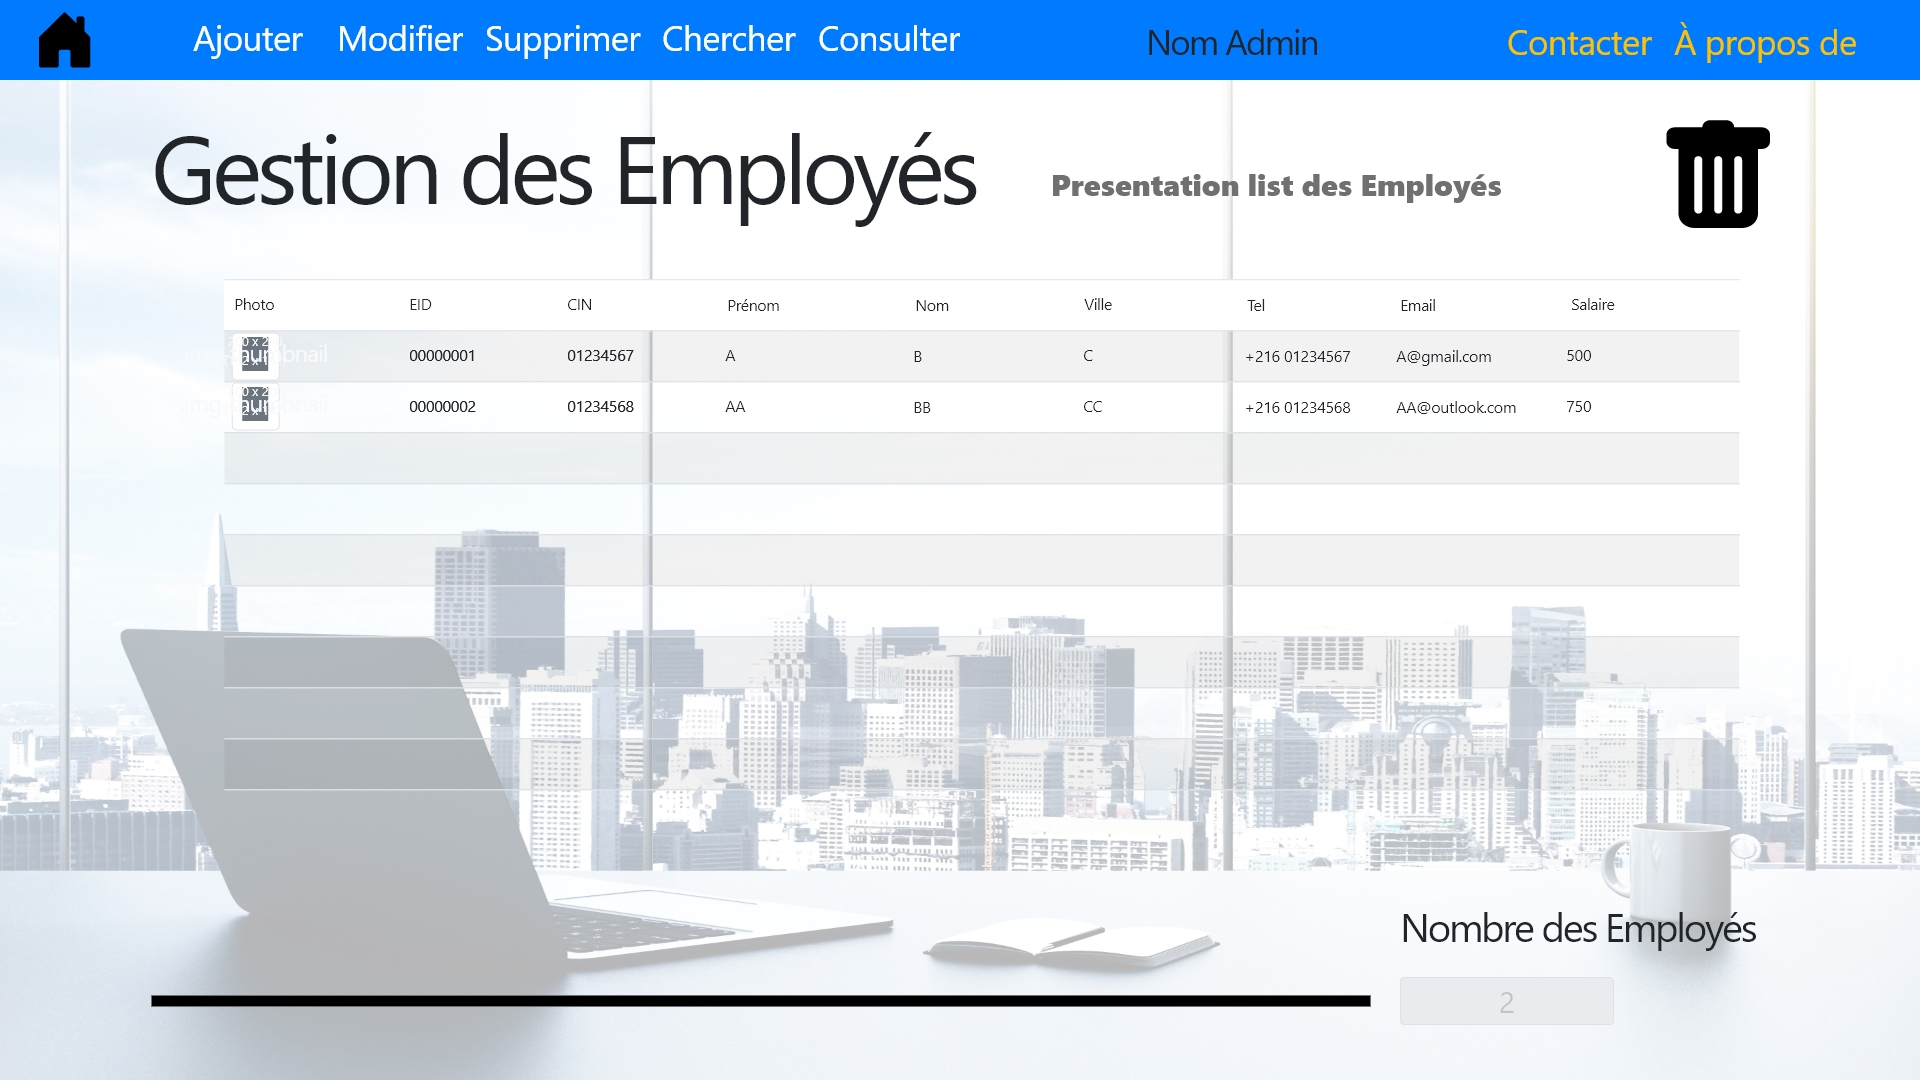 Ajouter Modifier Supprimer Chercher Consulter Nom Admin Contacter À propos de
Gestion des Employés Presentation list des Employés
Photo EID CIN Prénom Nom Ville Tel Email Salaire
00000001 01234567 A B C +216 01234567 A@gmail.com 500
00000002 01234568 AA BB CC +216 01234568 AA@outlook.com 750
Nombre des Employés
2